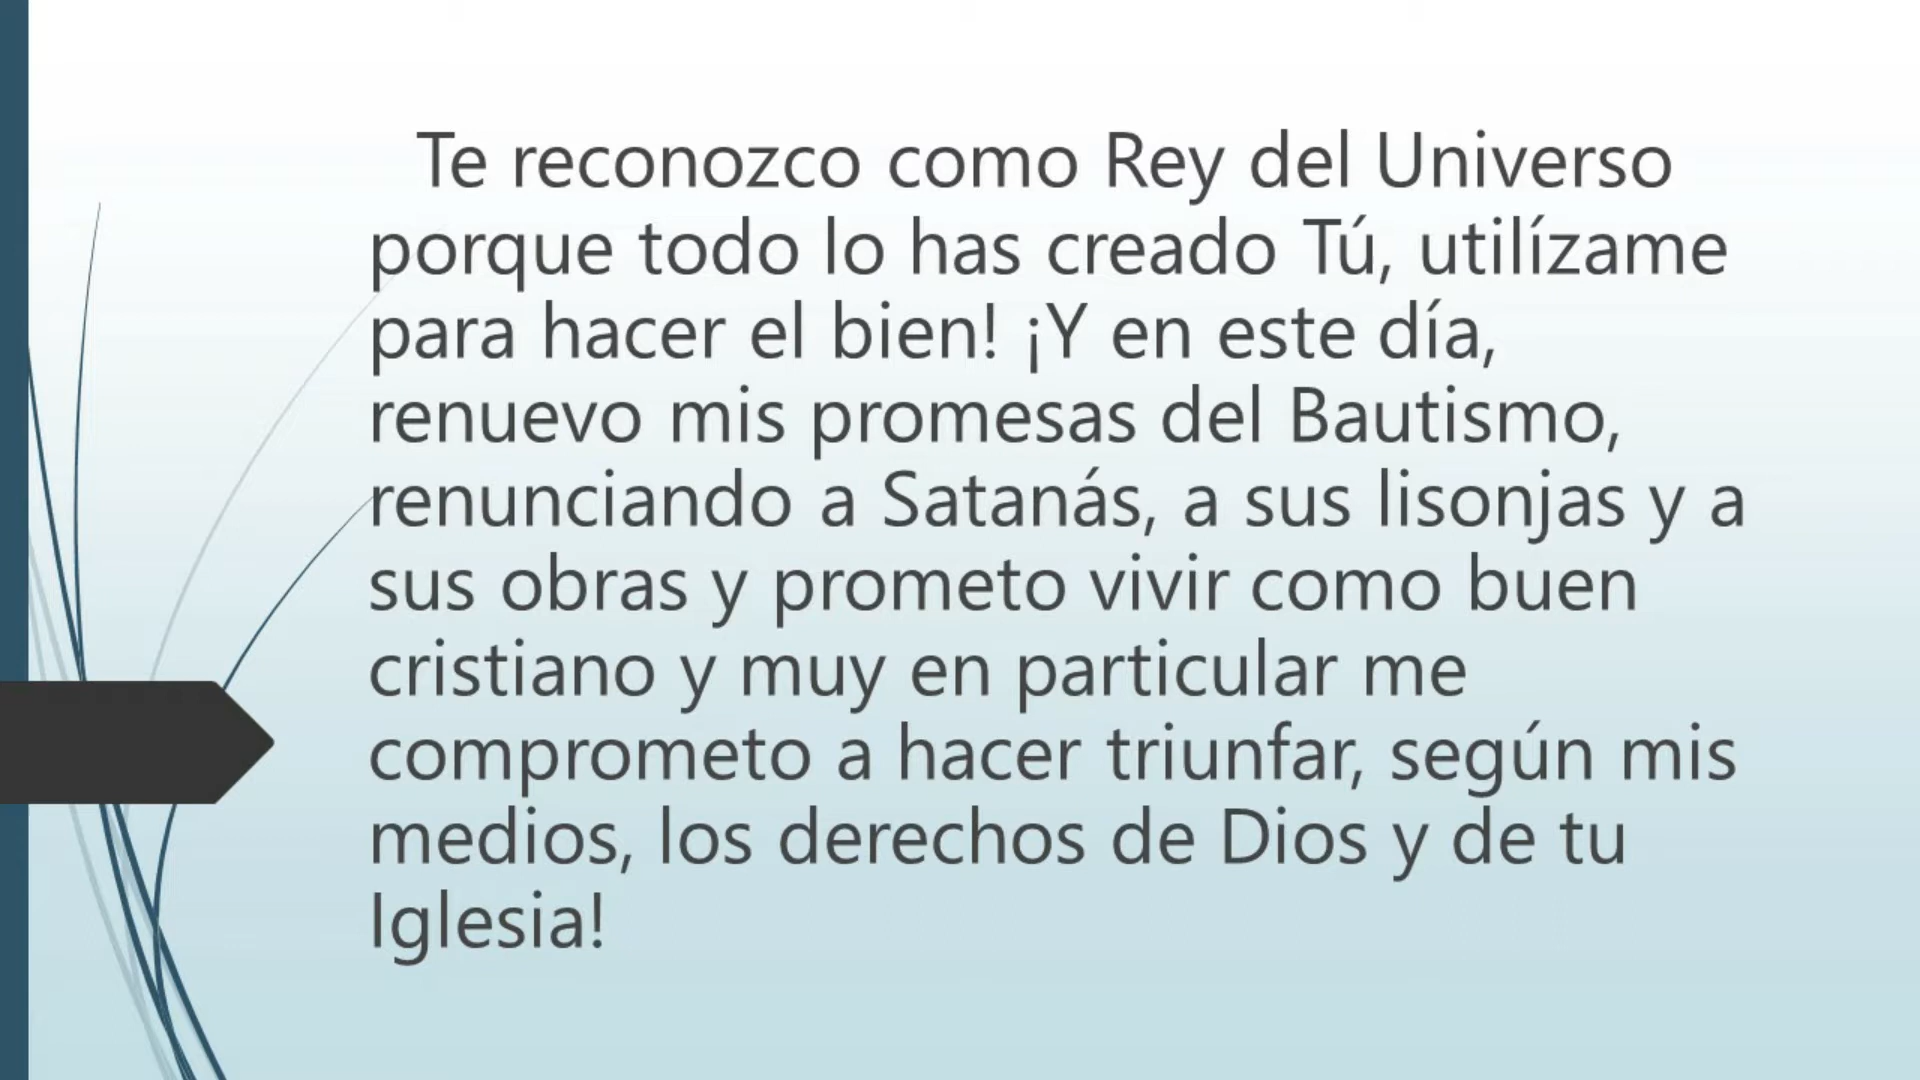 Te reconozco como Rey del Universo
porque todo lo has creado Tú, utilízame
para hacer el bien! ¡Y en este día,
renuevo mis promesas del Bautismo,
renunciando a Satanás, a sus lisonjas y a
sus obras y prometo vivir como buen
cristiano y muy en particular me
comprometo a hacer triunfar, según mis
medios, los derechos de Dios y de tu
Iglesia!